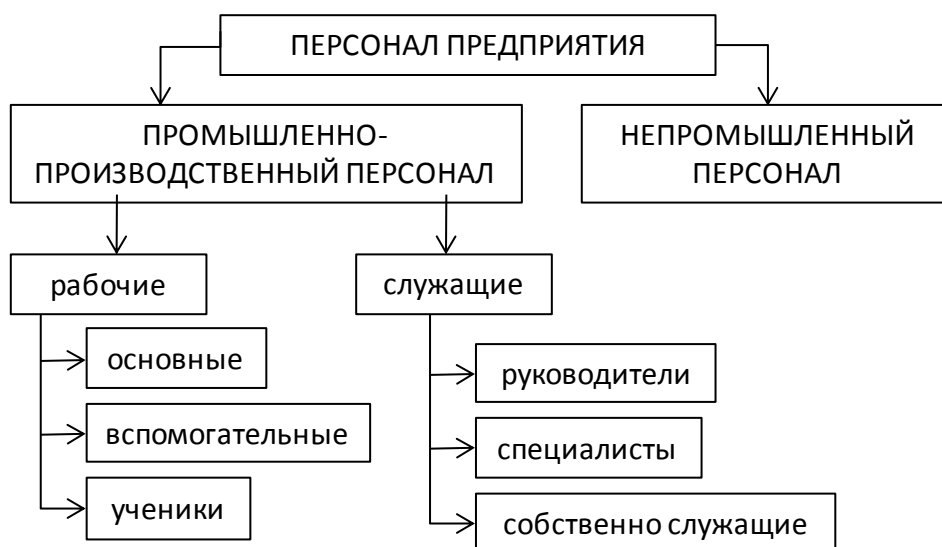 ПЕРСОНАЛ ПРЕДПРИЯТИЯ
ПРОМЫШЛЕННО-
ПРОИЗВОДСТВЕННЫЙ ПЕРСОНАЛ
НЕПРОМЫШЛЕННЫЙ
ПЕРСОНАЛ
рабочие
основные
вспомогательные
ученики
служащие
руководители
специалисты
собственно служащие